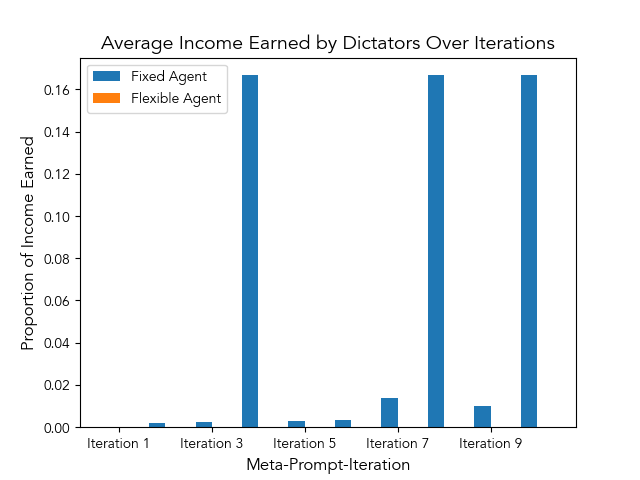 Average Income Earned by Dictators Over Iterations
Fixed Agent
Flexible Agent
Proportion of Income Earned
0.16
0.14
0.12
0.10
0.08
0.06
0.04
0.02
0.00
Iteration 1 Iteration 3 Iteration 5 Iteration 7 Iteration 9
Meta-Prompt-Iteration